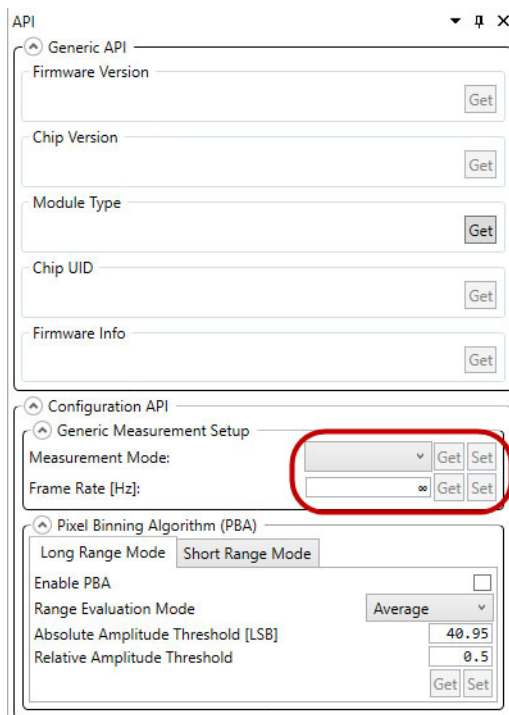 API
Generic API
Firmware Version
Get
Chip Version
Get
Module Type
Get
Chip UID
Get
Firmware Info
Get
Configuration API
Generic Measurement Setup
Measurement Mode: Get Set
Frame Rate [Hz]: ∞ Get Set
Pixel Binning Algorithm (PBA)
Long Range Mode Short Range Mode
Enable PBA
Range Evaluation Mode Average
Absolute Amplitude Threshold [LSB] 40.95
Relative Amplitude Threshold 0.5
Get Set